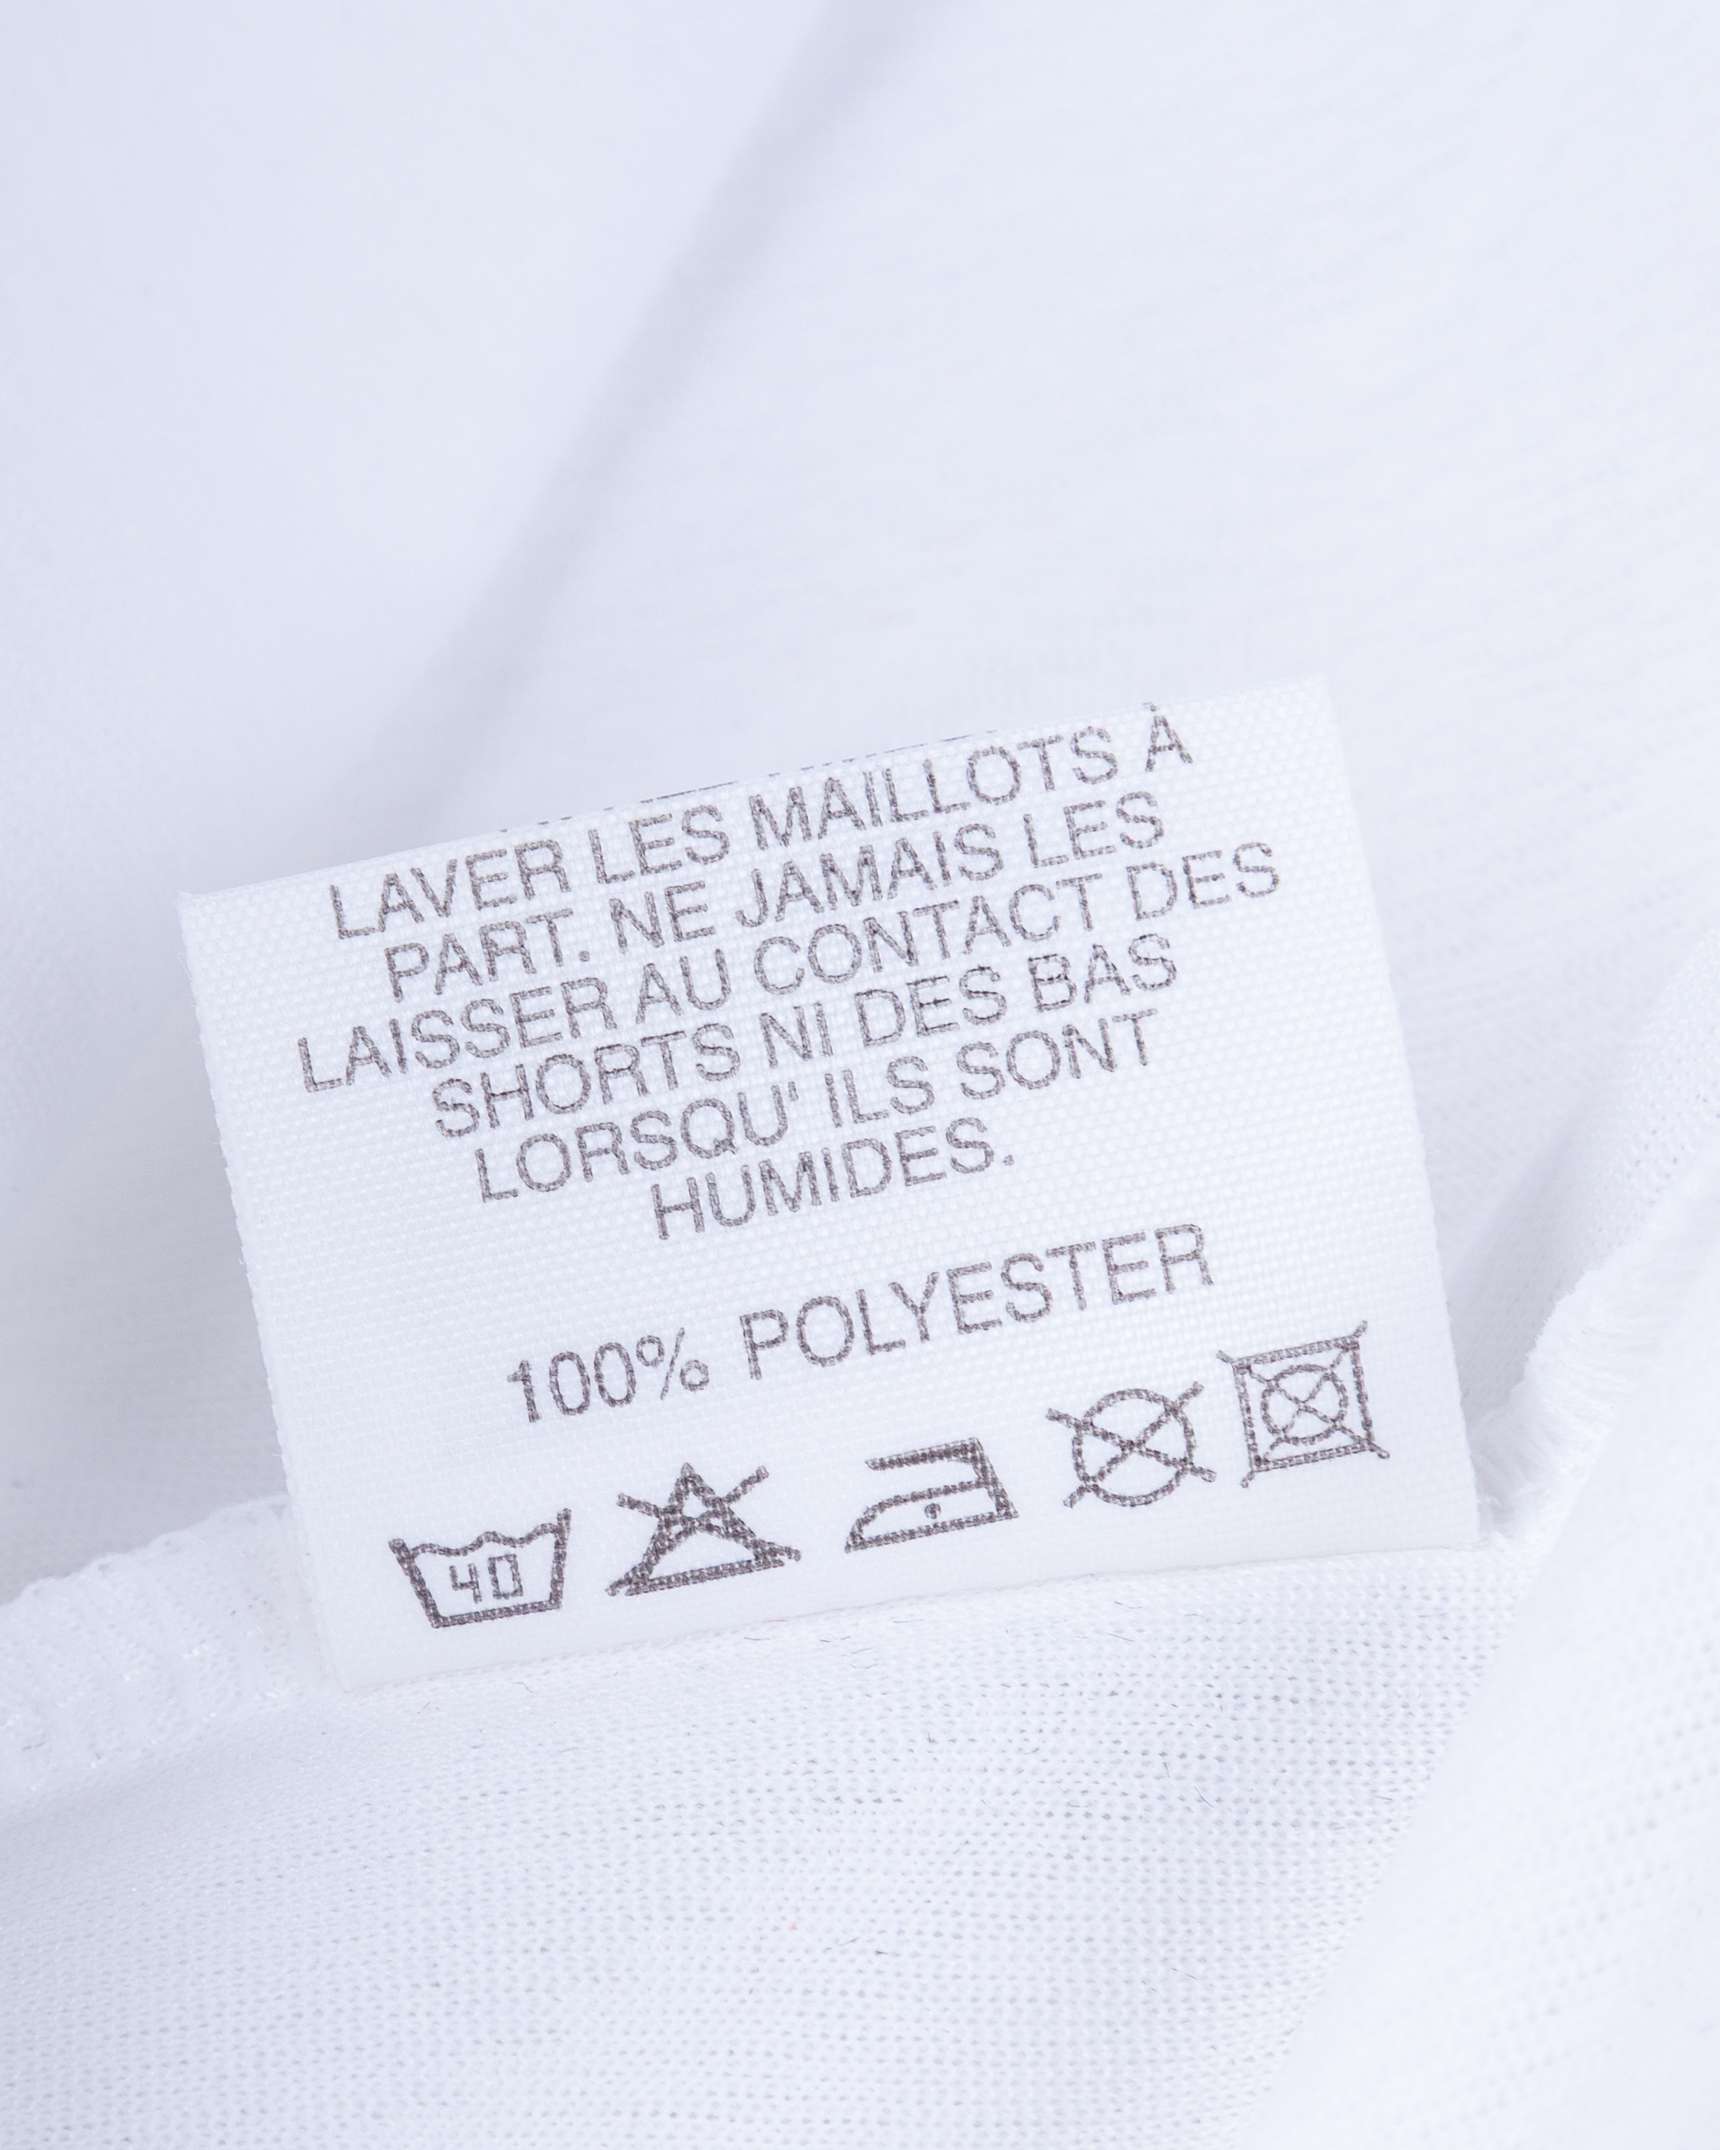 LAVER LES MAILLOTS À
PART. NE JAMAIS LES
LAISSER AU CONTACT DES
SHORTS NI DES BAS
LORSQU' ILS SONT
HUMIDES.
100% POLYESTER
40